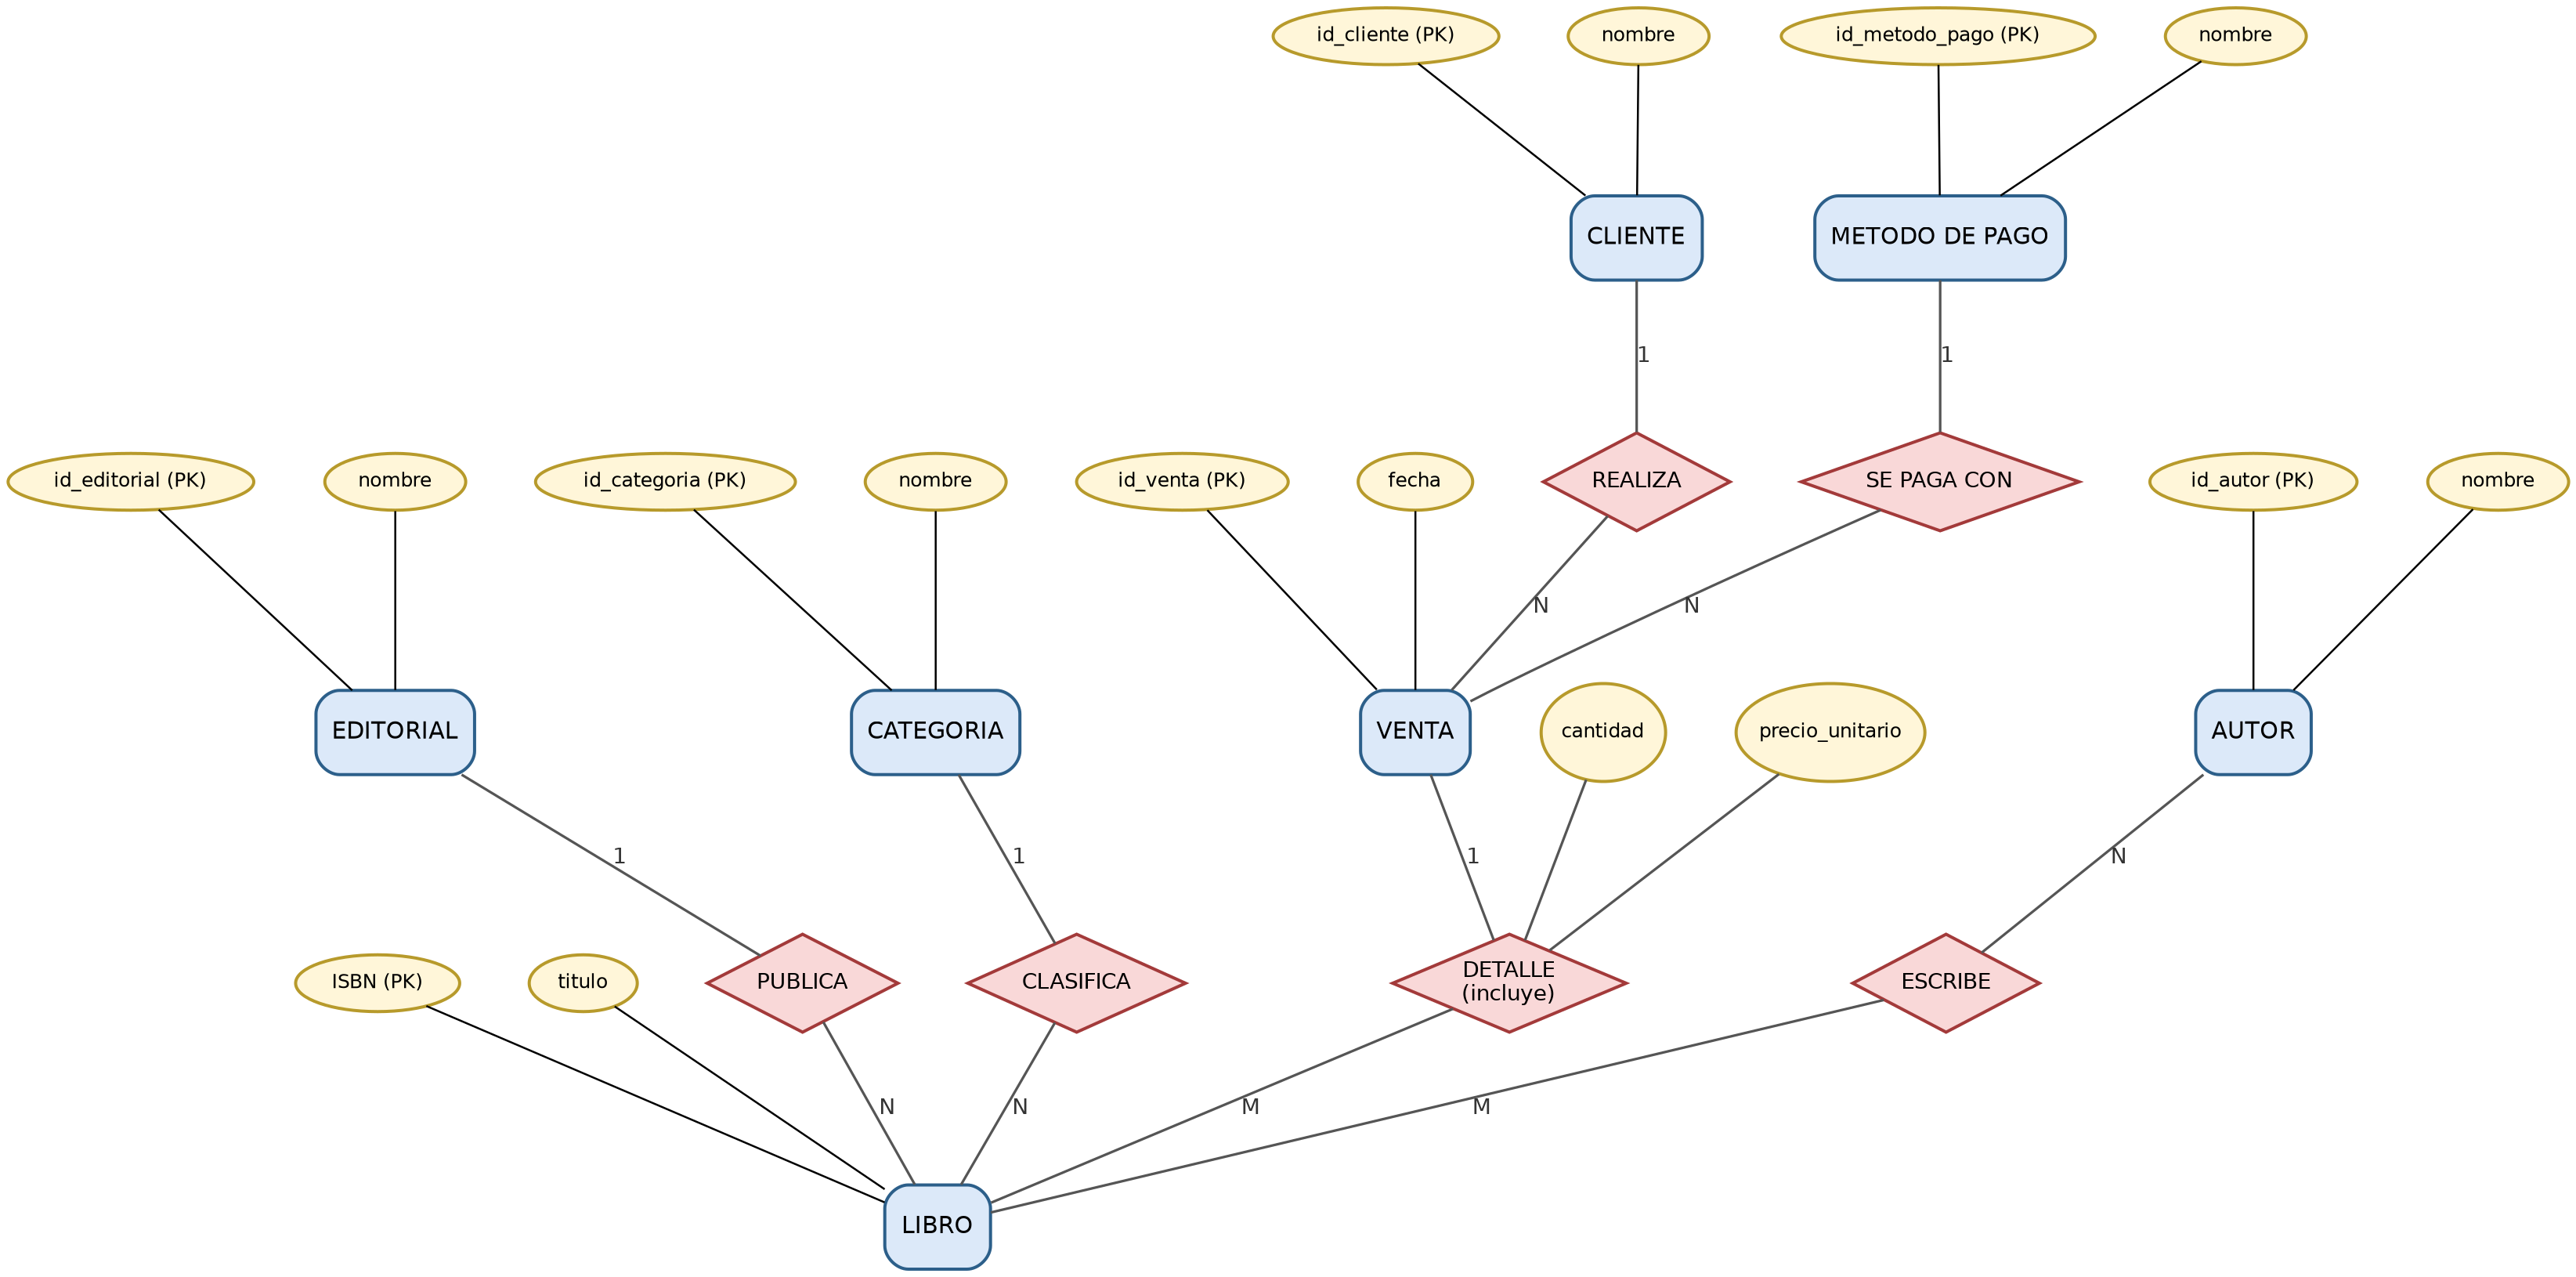 id_cliente (PK)
nombre
id_metodo_pago (PK)
nombre
CLIENTE
METODO DE PAGO
1
1
id_editorial (PK)
nombre
id_categoria (PK)
nombre
id_venta (PK)
fecha
REALIZA
SE PAGA CON
id_autor (PK)
nombre
N
N
EDITORIAL
CATEGORIA
VENTA
cantidad
precio_unitario
AUTOR
1
1
1
N
ISBN (PK)
titulo
PUBLICA
CLASIFICA
DETALLE
(incluye)
ESCRIBE
N
N
M
M
LIBRO